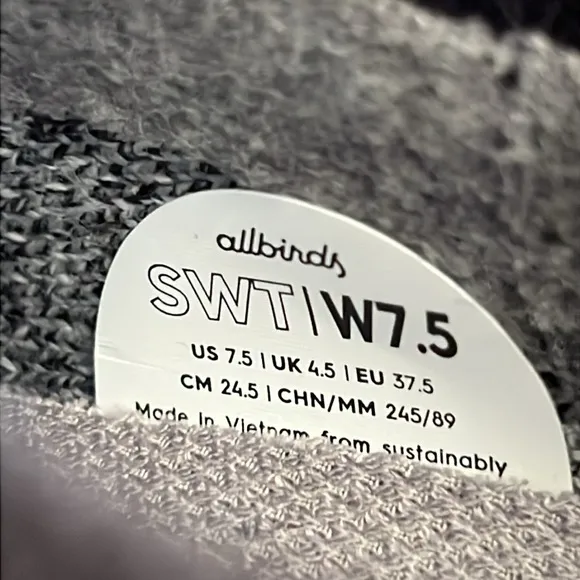 allbirds
SWT | W7.5
US 7.5 | UK 4.5 | EU 37.5
CM 24.5 | CHN/MM 245/89
Made in Vietnam from sustainably